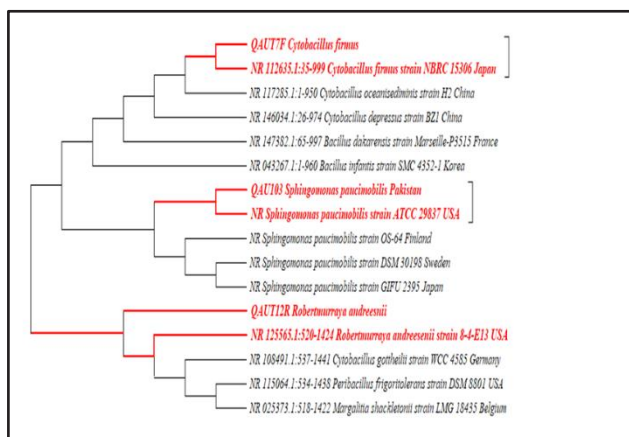 QAUT7F Cytobacillus firmus
NR 112635.1:35-999 Cytobacillus firmus strain NBRC 15306 Japan
NR 117285.1:1-950 Cytobacillus oceanisediminis strain H2 China
NR 146034.1:26-974 Cytobacillus depressus strain BZ1 China
NR 147382.1:65-997 Bacillus dakarensis strain Marseille-P3515 France
NR 043267.1:1-960 Bacillus infantis strain SMC 4352-1 Korea
QAU103 Sphingomonas paucimobilis Pakistan
NR Sphingomonas paucimobilis strain ATCC 29837 USA
NR Sphingomonas paucimobilis strain OS-64 Finland
NR Sphingomonas paucimobilis strain DSM 30198 Sweden
NR Sphingomonas paucimobilis strain GIFU 2395 Japan
QAUT12R Robertmurraya andreesnii
NR 125565.1:520-1424 Robertmurraya andreesenii strain 8-4-E13 USA
NR 108491.1:537-1441 Cytobacillus gottheilii strain WCC 4585 Germany
NR 115064.1:534-1438 Peribacillus frigoritolerans strain DSM 8801 USA
NR 025373.1:518-1422 Margalitia shackletonii strain LMG 18435 Belgium